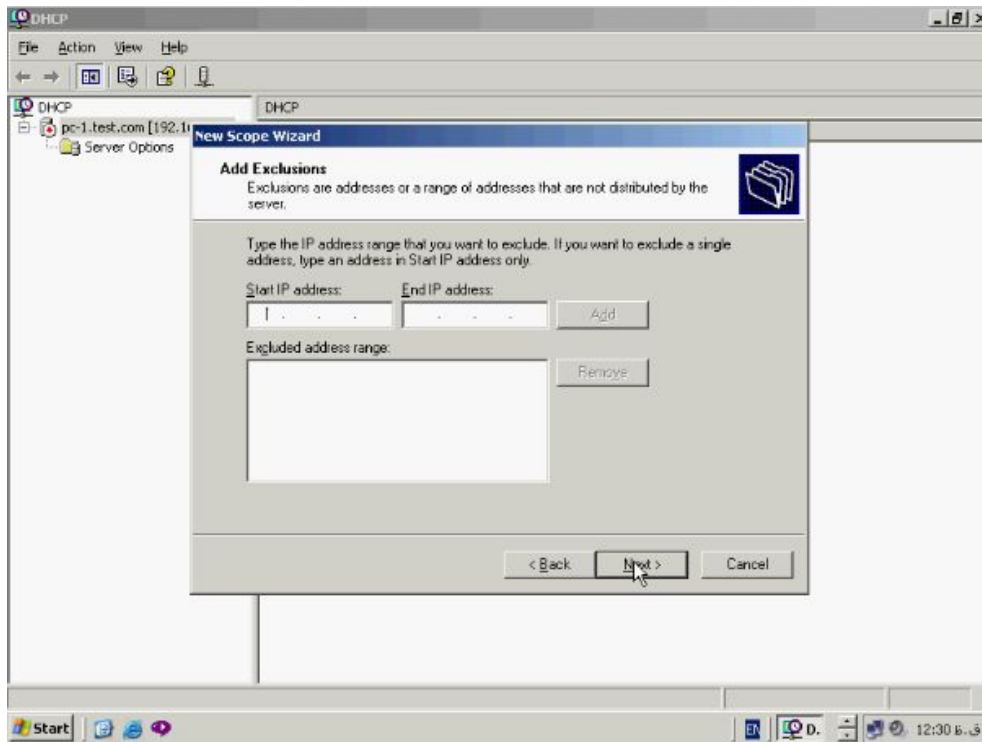 DHCP
File Action View Help
DHCP
DHCP
pc-1.test.com [192.1
Server Options
New Scope Wizard
Add Exclusions
Exclusions are addresses or a range of addresses that are not distributed by the
server.
Type the IP address range that you want to exclude. If you want to exclude a single
address, type an address in Start IP address only.
Start IP address: End IP address:
Add
Excluded address range:
Remove
< Back Next > Cancel
Start EN D. 12:30 ق.ظ